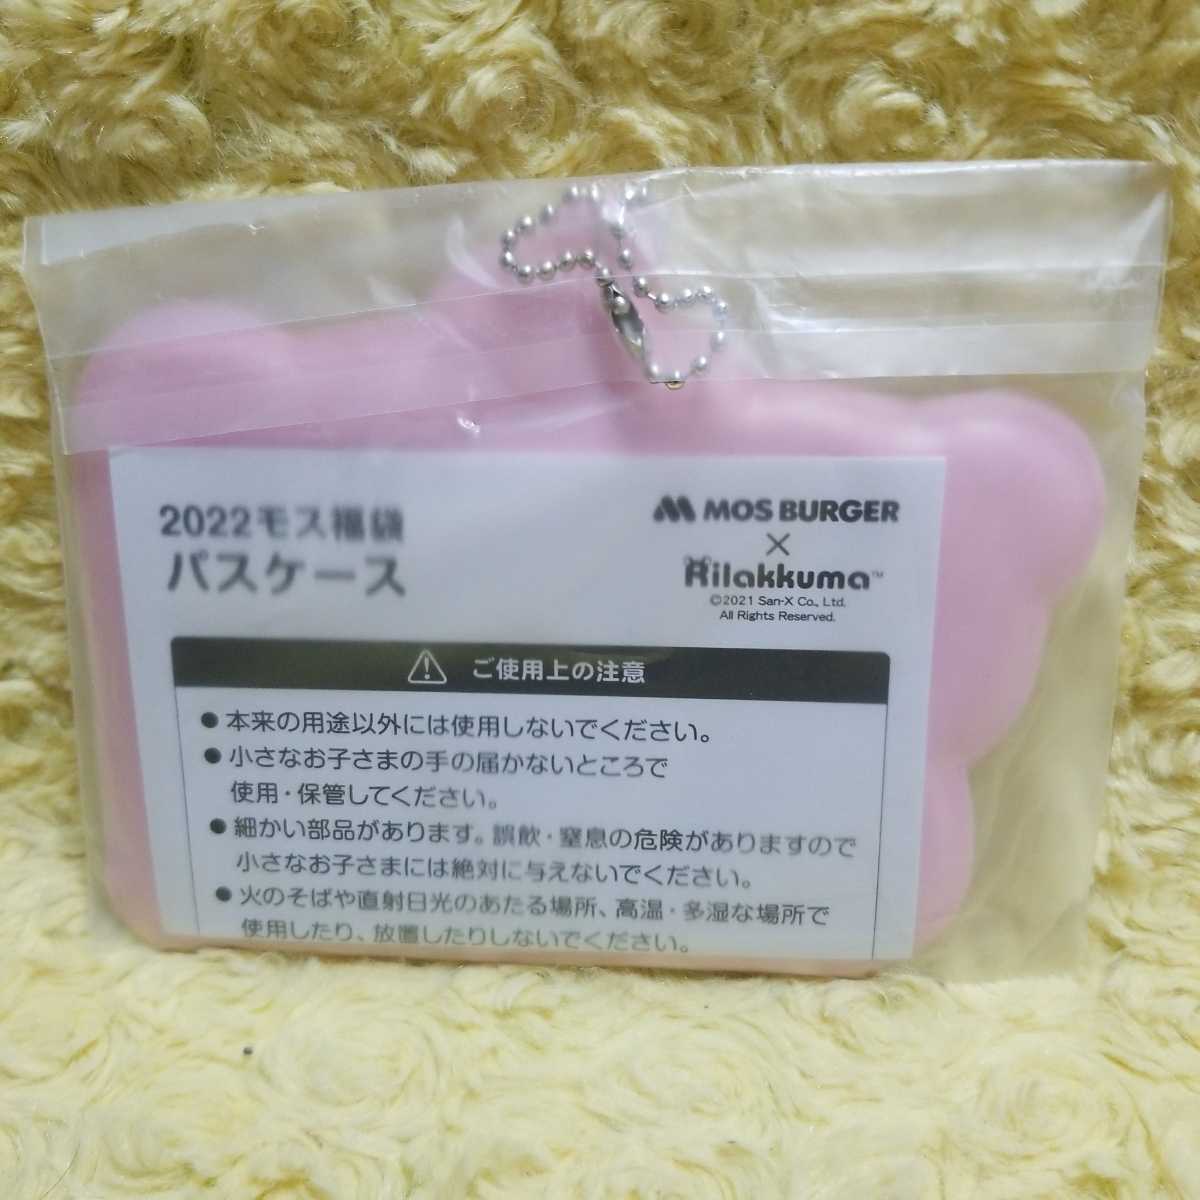 2022モス福袋
パスケース
MOS BURGER
×
Rilakkuma™
©2021 San-X Co., Ltd.
All Rights Reserved.
ご使用上の注意
●本来の用途以外には使用しないでください。
●小さなお子さまの手の届かないところで
使用・保管してください。
●細かい部品があります。誤飲・窒息の危険がありますので
小さなお子さまには絶対に与えないでください。
●火のそばや直射日光のあたる場所、高温・多湿な場所で
使用したり、放置したりしないでください。